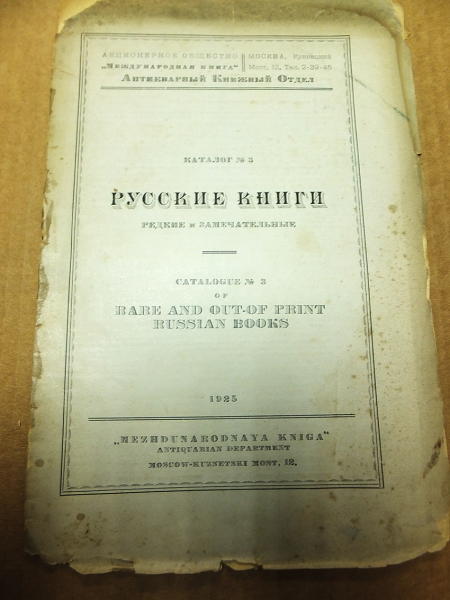 АКЦИОНЕРНОЕ ОБЩЕСТВО
„МЕЖДУНАРОДНАЯ КНИГА“
МОСКВА, Кузнецкий
Мост, 12, Тел. 2-89-45
АНТИКВАРНЫЙ КНИЖНЫЙ ОТДЕЛ
КАТАЛОГ № 3
РУССКИЕ КНИГИ
РЕДКИЕ И ЗАМЕЧАТЕЛЬНЫЕ
CATALOGUE № 3
OF
RARE AND OUT-OF PRINT
RUSSIAN BOOKS
1925
„MEZHDUNARODNAYA KNIGA“
ANTIQUARIAN DEPARTMENT
MOSCOW-KUZNETSKI MOST, 12.